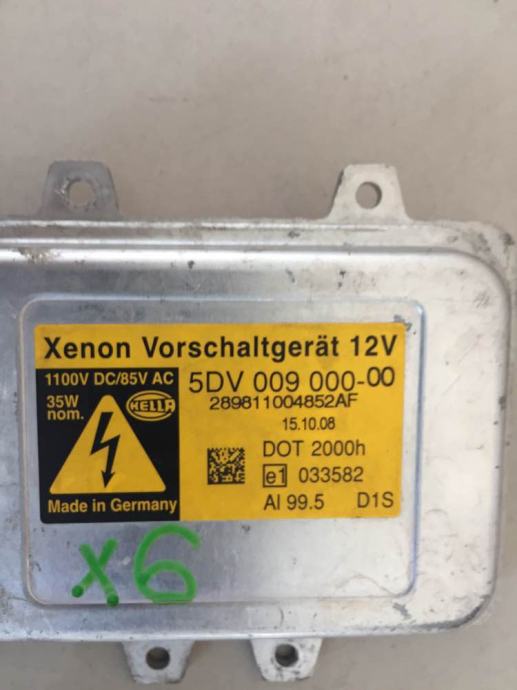 Xenon Vorschaltgerät 12V
1100V DC/85V AC
35W
nom.
HELLA
Made in Germany
5DV 009 000-00
289811004852AF
15.10.08
DOT 2000h
e1 033582
Al 99.5 D1S
X6